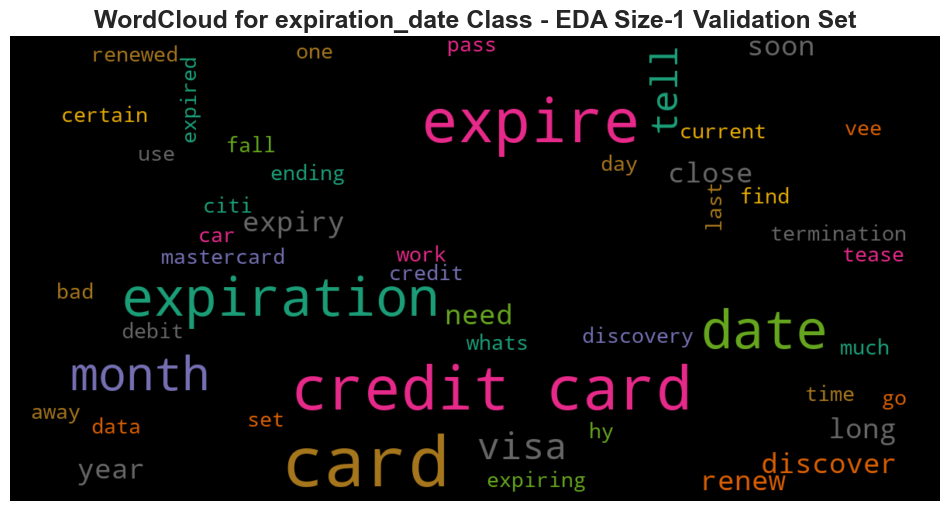 WordCloud for expiration_date Class - EDA Size-1 Validation Set
renewed
one
pass
soon
expired
tell
certain
expire
current
vee
use
fall
ending
day
close
last
find
citi
expiry
car
termination
mastercard
work
credit
tease
bad
expiration
need
date
debit
whats
discovery
much
month
credit card
time
go
away
data
set
hy
long
year
card
visa
discover
expiring
renew